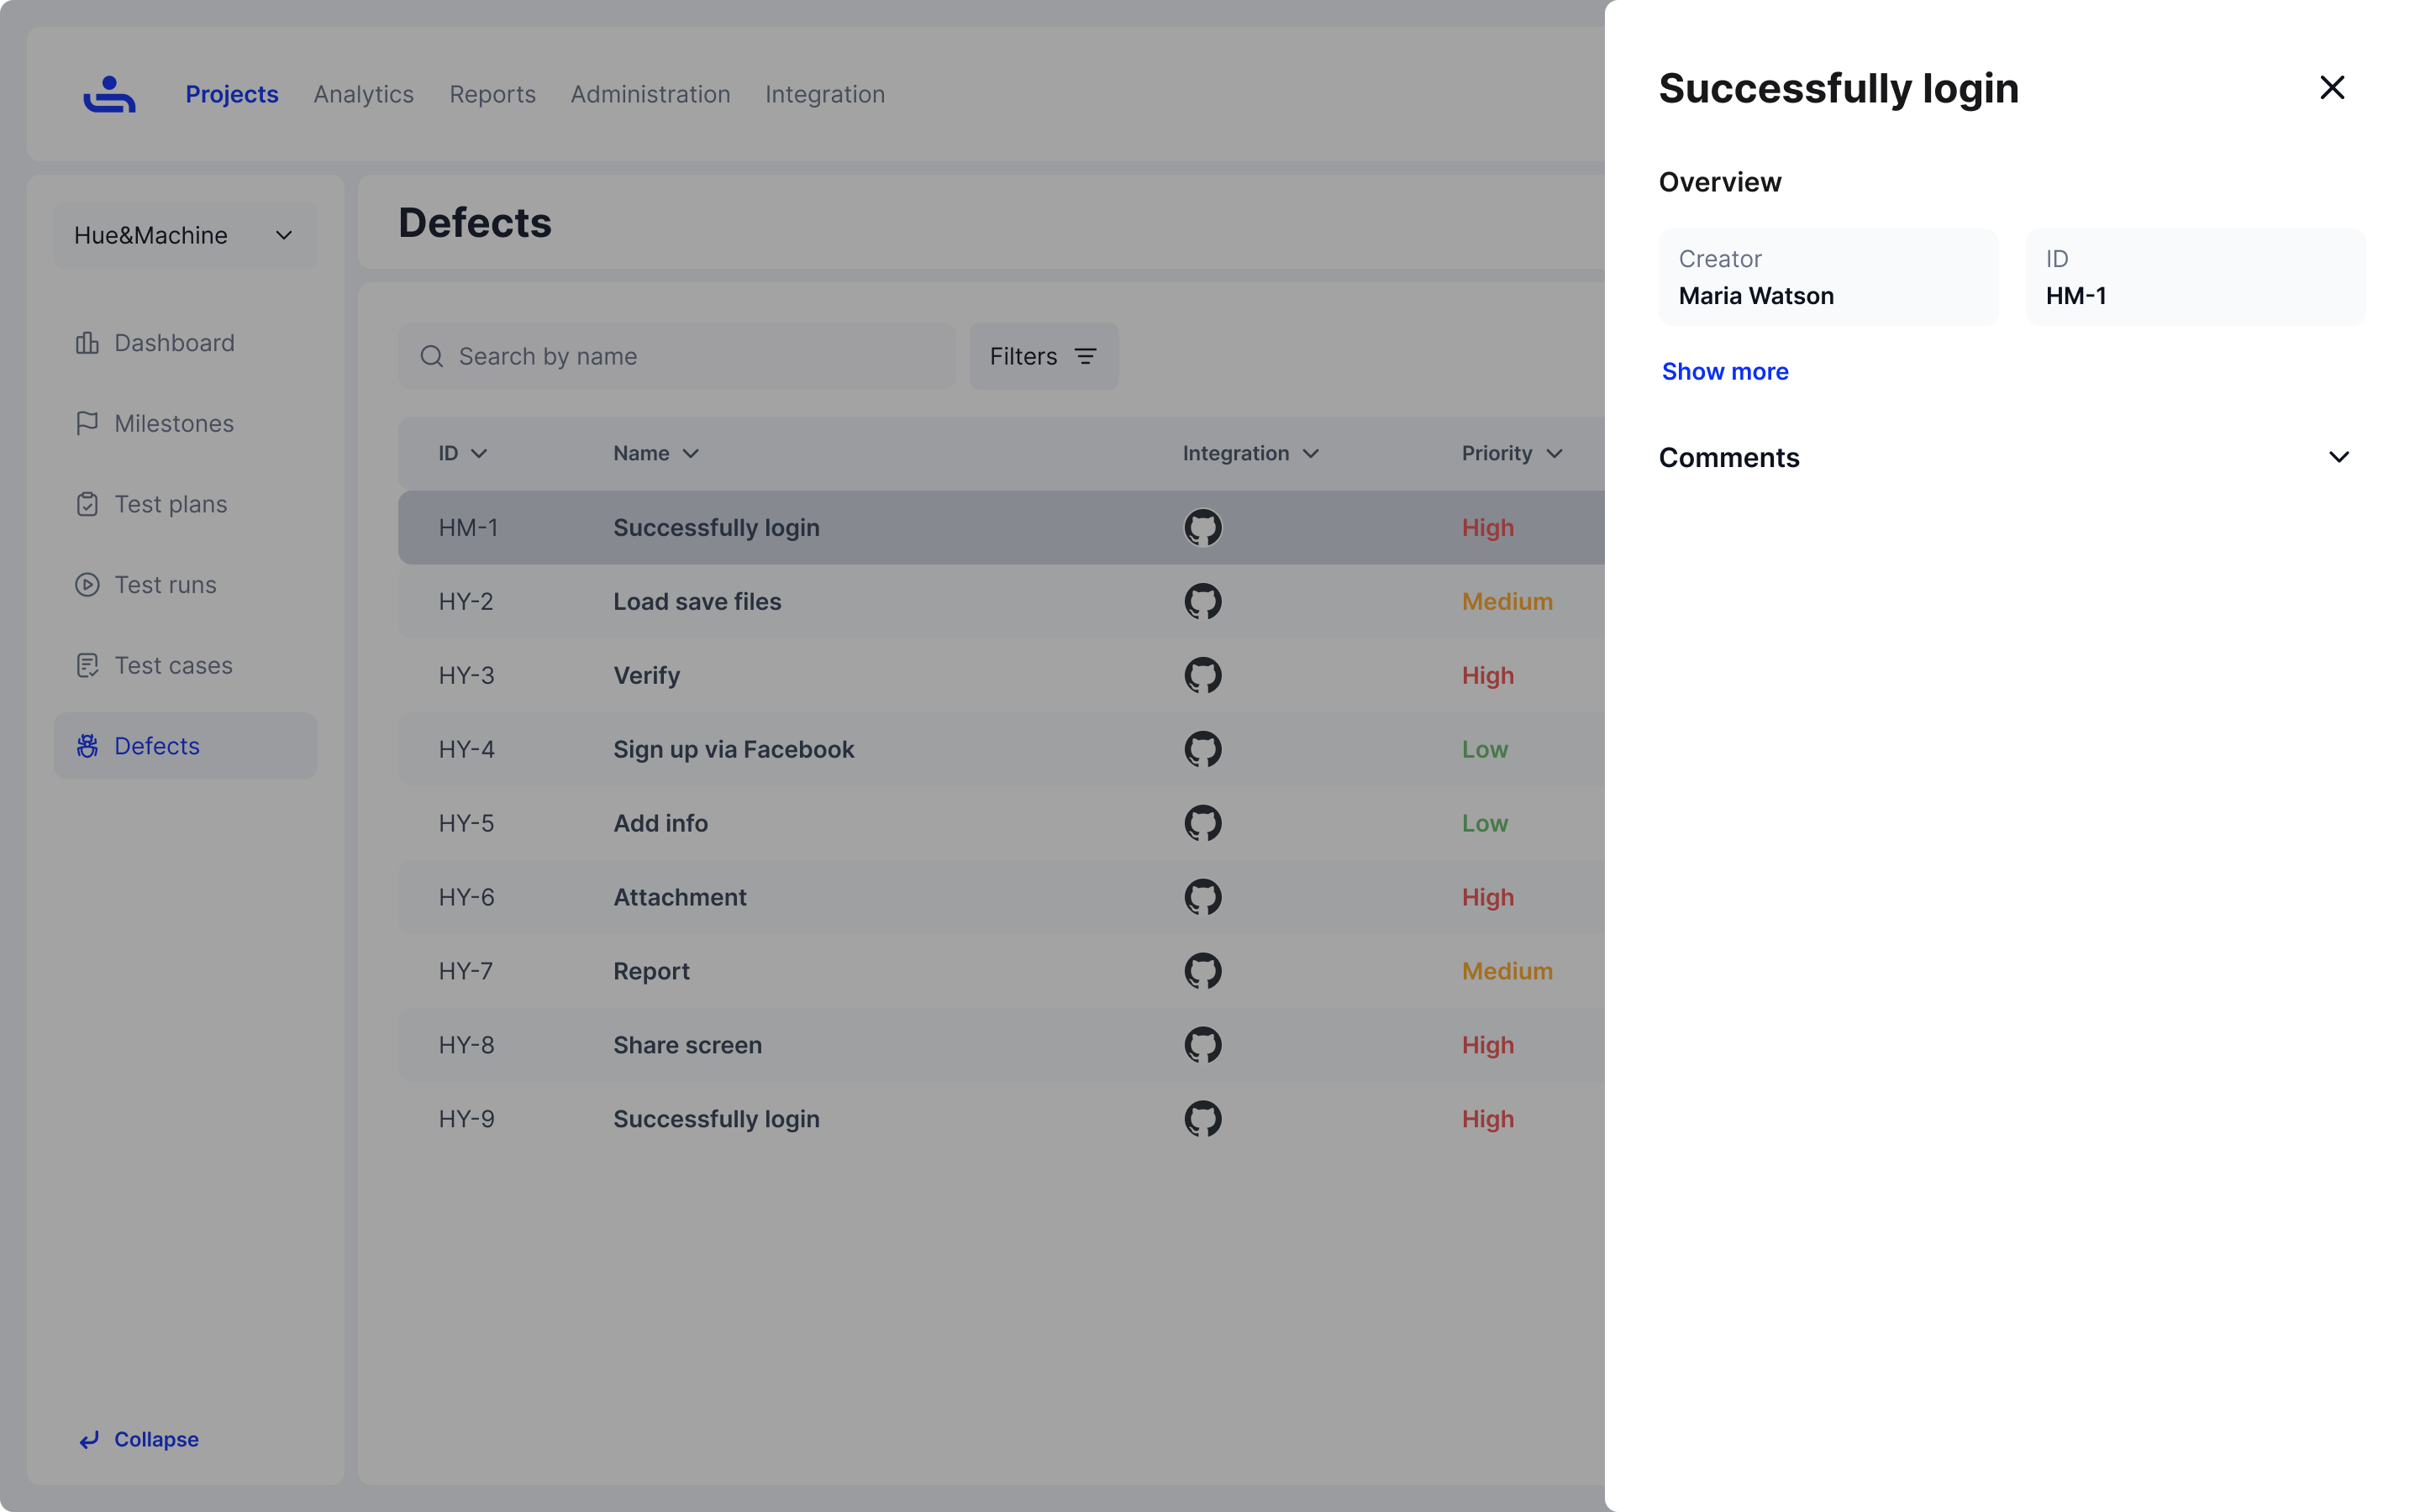 Projects Analytics Reports Administration Integration
Hue&Machine
Dashboard
Milestones
Test plans
Test runs
Test cases
Defects
Collapse
Defects
Search by name
Filters
ID Name Integration Priority
HM-1 Successfully login High
HY-2 Load save files Medium
HY-3 Verify High
HY-4 Sign up via Facebook Low
HY-5 Add info Low
HY-6 Attachment High
HY-7 Report Medium
HY-8 Share screen High
HY-9 Successfully login High
Successfully login
Overview
Creator
Maria Watson
ID
HM-1
Show more
Comments